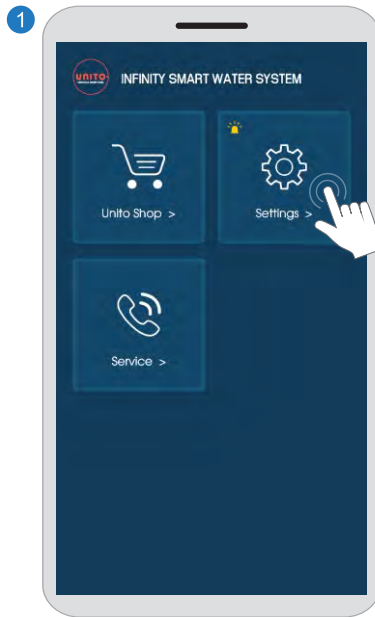 1
UNITO
INFINITY SMART WATER SYSTEM
Unito Shop >
Settings >
Service >